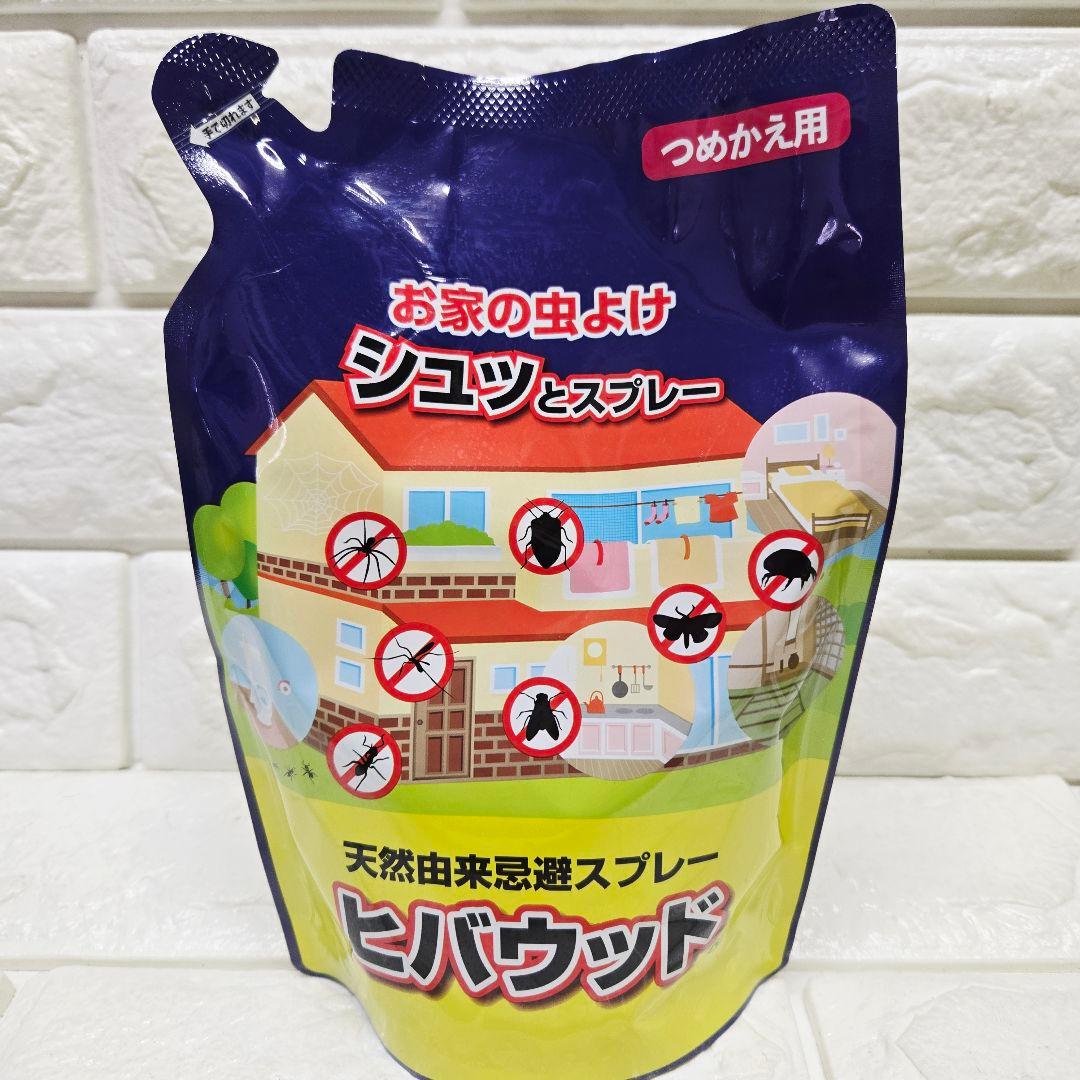 手で切れます
つめかえ用
お家の虫よけ
シュッとスプレー
天然由来忌避スプレー
ヒバウッド